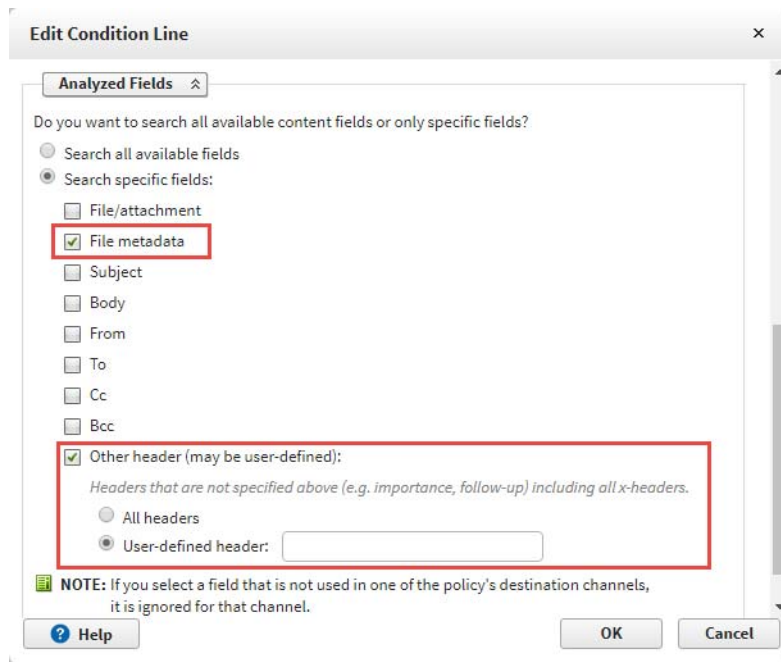 Edit Condition Line
Analyzed Fields
Do you want to search all available content fields or only specific fields?
Search all available fields
Search specific fields:
File/attachment
File metadata
Subject
Body
From
To
Cc
Bcc
Other header (may be user-defined):
Headers that are not specified above (e.g. importance, follow-up) including all x-headers.
All headers
User-defined header:
NOTE: If you select a field that is not used in one of the policy's destination channels,
it is ignored for that channel.
? Help
OK
Cancel